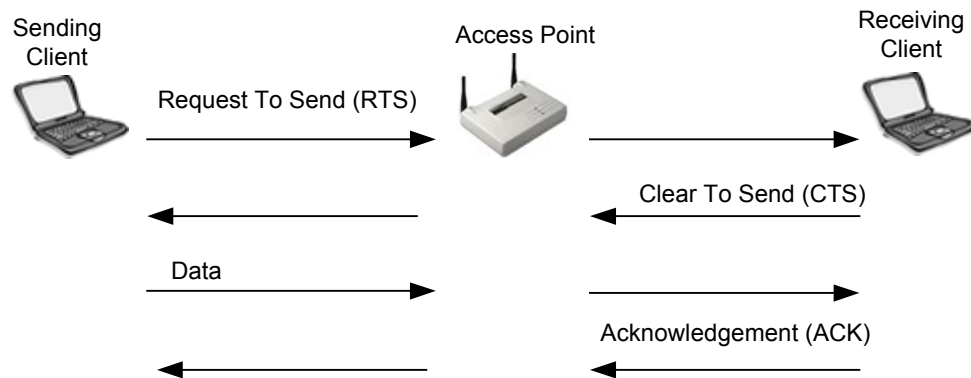 Sending
Client
Access Point
Receiving
Client
Request To Send (RTS)
Clear To Send (CTS)
Data
Acknowledgement (ACK)